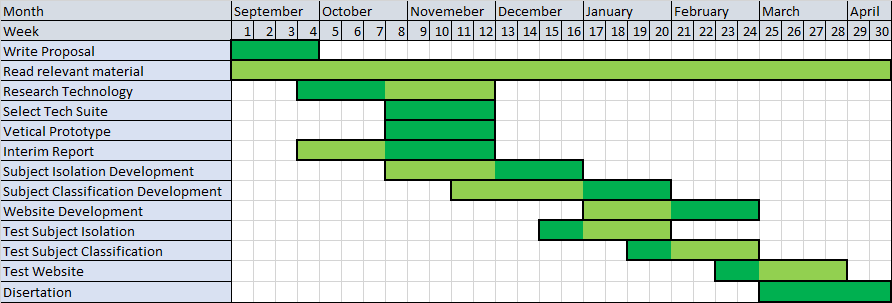 Month September October Novemeber December January February March April
Week 1 2 3 4 5 6 7 8 9 10 11 12 13 14 15 16 17 18 19 20 21 22 23 24 25 26 27 28 29 30
Write Proposal
Read relevant material
Research Technology
Select Tech Suite
Vetical Prototype
Interim Report
Subject Isolation Development
Subject Classification Development
Website Development
Test Subject Isolation
Test Subject Classification
Test Website
Disertation